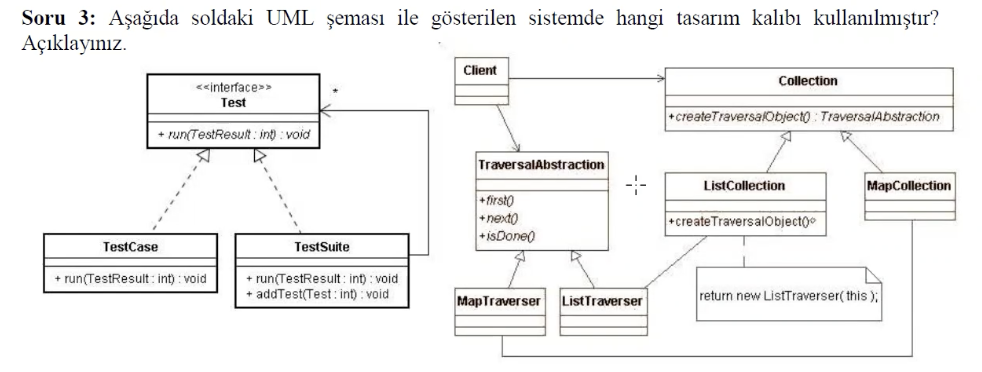 Soru 3: Aşağıda soldaki UML şeması ile gösterilen sistemde hangi tasarım kalıbı kullanılmıştır?
Açıklayınız.
<<interface>>
Test
+ run(TestResult : int) : void
*
TestCase
+ run(TestResult : int) : void
TestSuite
+ run(TestResult : int) : void
+ addTest(Test : int) : void
Client
Collection
+createTraversalObject() : TraversalAbstraction
TraversalAbstraction
+first()
+next()
+isDone()
ListCollection
+createTraversalObject()
MapCollection
return new ListTraverser( this );
MapTraverser
ListTraverser